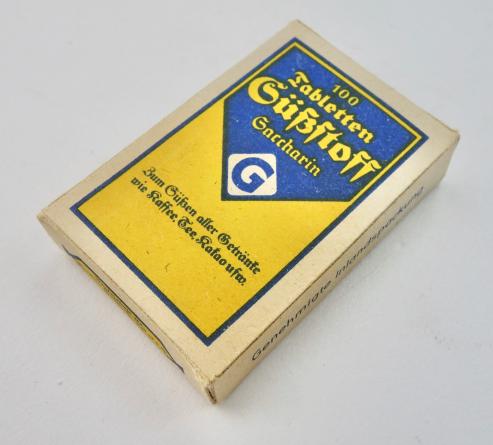 100
Tabletten
Süßstoff
Saccharin
G
Zum Süßen aller Getränke
wie Kaffee, Tee, Kakao usw.
Genehmigte Inlandspackung